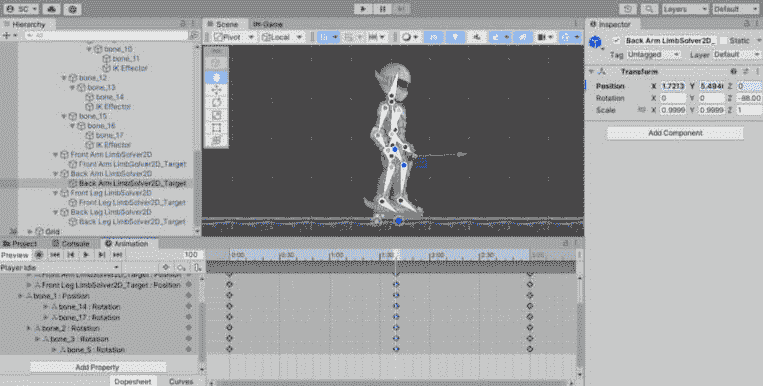 SC
Layers
Default
Hierarchy
Scene
Game
Inspector
All
Pivot
Local
bone_10
bone_11
IK Effector
bone_12
bone_13
bone_14
IK Effector
bone_15
bone_16
bone_17
IK Effector
Front Arm LimbSolver2D
Front Arm LimbSolver2D_Target
Back Arm LimbSolver2D
Back Arm LimbSolver2D_Target
Front Leg LimbSolver2D
Front Leg LimbSolver2D_Target
Back Leg LimbSolver2D
Back Leg LimbSolver2D_Target
Grid
Back Arm LimbSolver2D_
Static
Tag Untagged
Layer Default
Transform
Position X 1.7213 Y 5.494 Z 0
Rotation X 0 Y 0 Z -88.00
Scale X 0.9999 Y 0.9999 Z 1
Add Component
Project
Console
Animation
Preview
100
0:00
0:30
1:00
1:30
2:00
2:30
3:00
Player Idle
Front Arm LimbSolver2D_Target : Position
Front Leg LimbSolver2D_Target : Position
bone_1 : Position
bone_14 : Rotation
bone_17 : Rotation
bone_2 : Rotation
bone_3 : Rotation
bone_5 : Rotation
Add Property
Dopesheet
Curves